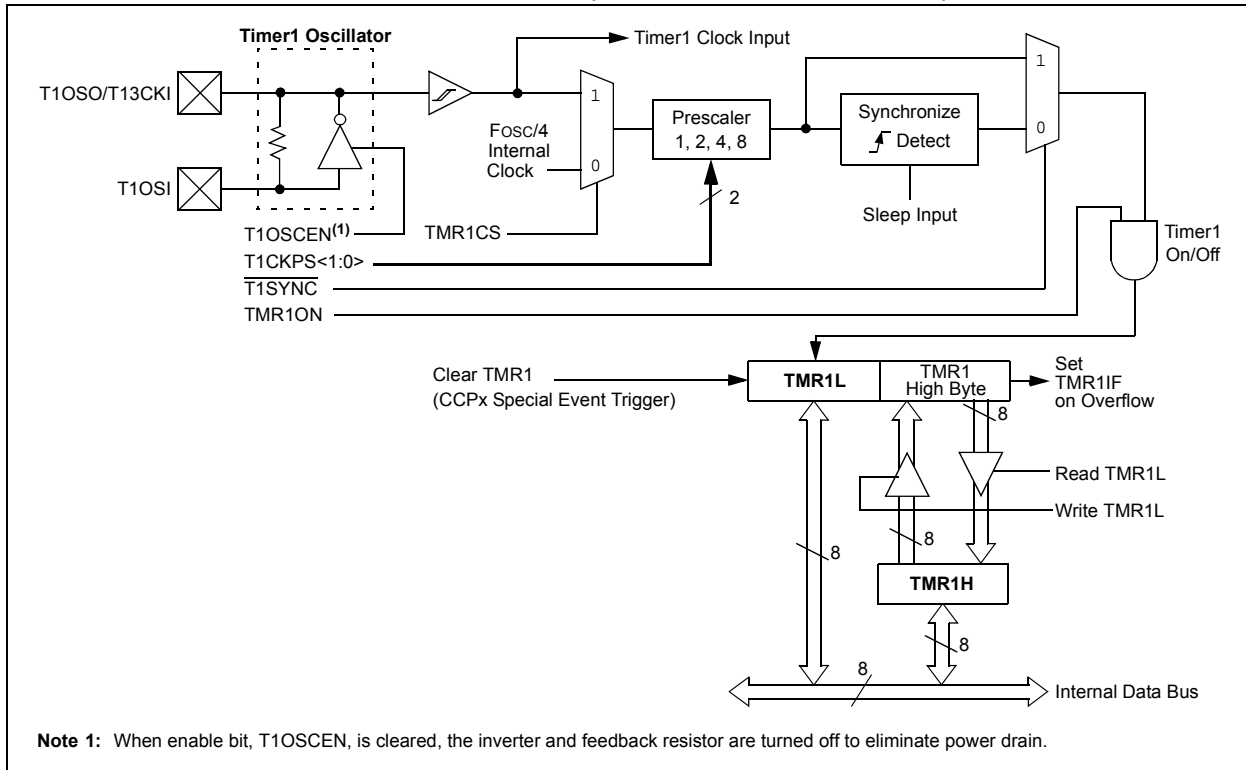 Timer1 Oscillator
Timer1 Clock Input
T1OSO/T13CKI
1
FOSC/4
Internal
Clock
0
Prescaler
1, 2, 4, 8
Synchronize
Detect
1
0
T1OSI
2
Sleep Input
T1OSCEN(1)
TMR1CS
T1CKPS<1:0>
T1SYNC
TMR1ON
Timer1
On/Off
Clear TMR1
(CCPx Special Event Trigger)
TMR1L
TMR1
High Byte
Set
TMR1IF
on Overflow
8
Read TMR1L
Write TMR1L
8
8
TMR1H
8
8
Internal Data Bus
Note 1: When enable bit, T1OSCEN, is cleared, the inverter and feedback resistor are turned off to eliminate power drain.